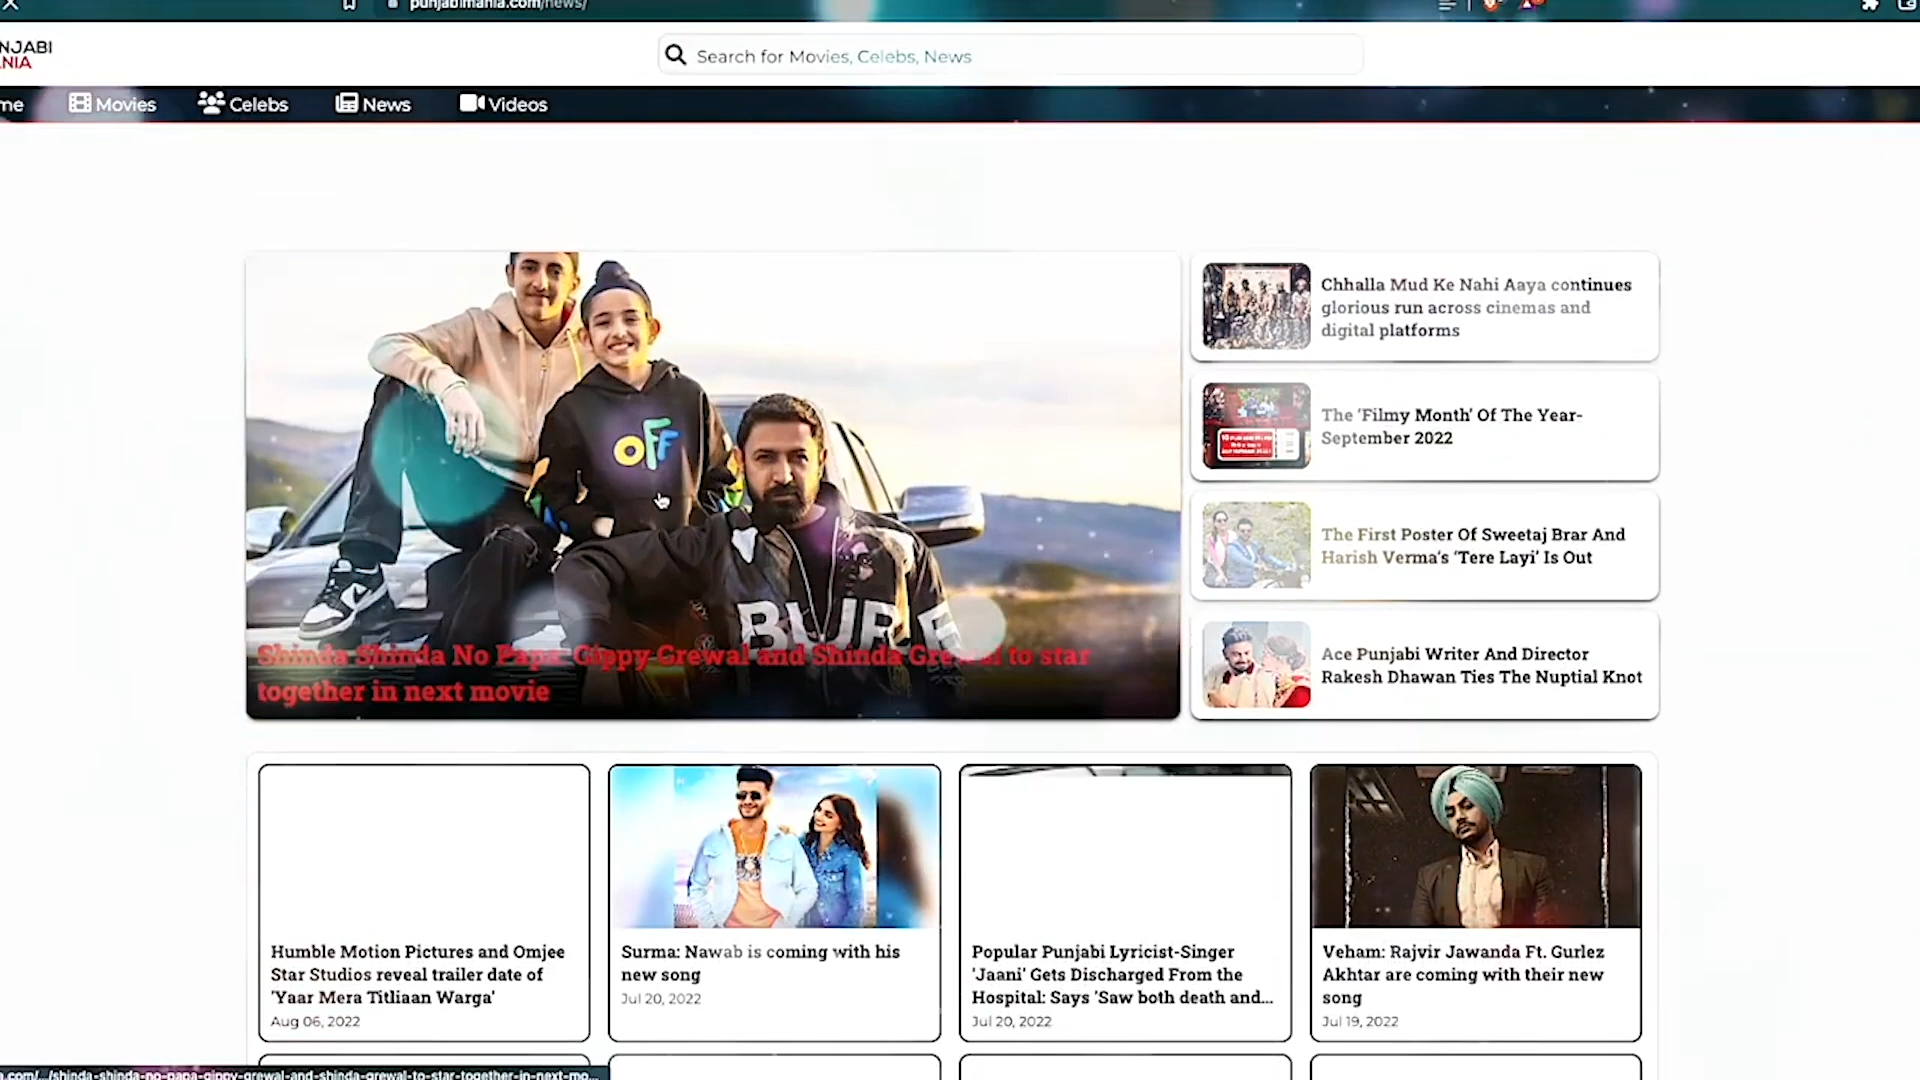 punjabimania.com/news/
NJABI
NIA
Search for Movies, Celebs, News
me
Movies
Celebs
News
Videos
OFF
BURB
Shinda Shinda No Papa: Gippy Grewal and Shinda Grewal to star
together in next movie
Chhalla Mud Ke Nahi Aaya continues
glorious run across cinemas and
digital platforms
The 'Filmy Month' Of The Year-
September 2022
The First Poster Of Sweetaj Brar And
Harish Verma's 'Tere Layi' Is Out
Ace Punjabi Writer And Director
Rakesh Dhawan Ties The Nuptial Knot
Humble Motion Pictures and Omjee
Star Studios reveal trailer date of
'Yaar Mera Titliaan Warga'
Aug 06, 2022
Surma: Nawab is coming with his
new song
Jul 20, 2022
Popular Punjabi Lyricist-Singer
'Jaani' Gets Discharged From the
Hospital: Says 'Saw both death and...
Jul 20, 2022
Veham: Rajvir Jawanda Ft. Gurlez
Akhtar are coming with their new
song
Jul 19, 2022
a.com/.../shinda-shinda-no-papa-gippy-grewal-and-shinda-grewal-to-star-together-in-next-mo...